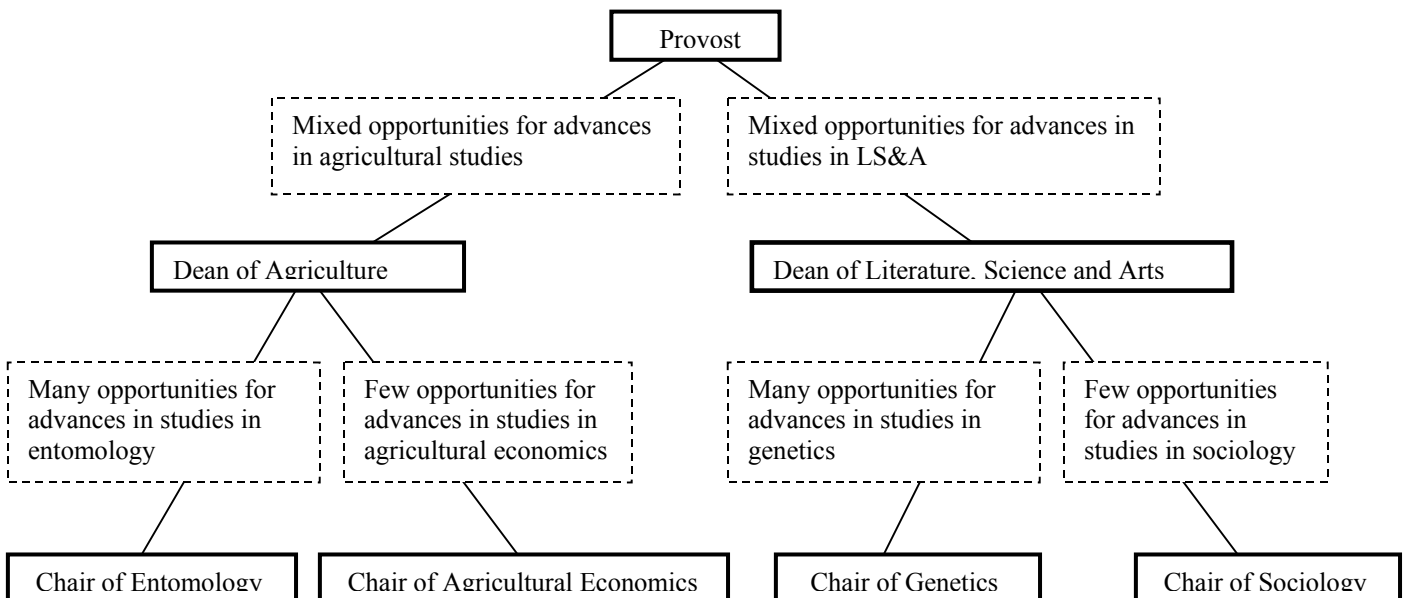 Provost
Mixed opportunities for advances
in agricultural studies
Mixed opportunities for advances in
studies in LS&A
Dean of Agriculture
Dean of Literature, Science and Arts
Many opportunities for
advances in studies in
entomology
Few opportunities for
advances in studies in
agricultural economics
Many opportunities for
advances in studies in
genetics
Few opportunities
for advances in
studies in sociology
Chair of Entomology
Chair of Agricultural Economics
Chair of Genetics
Chair of Sociology